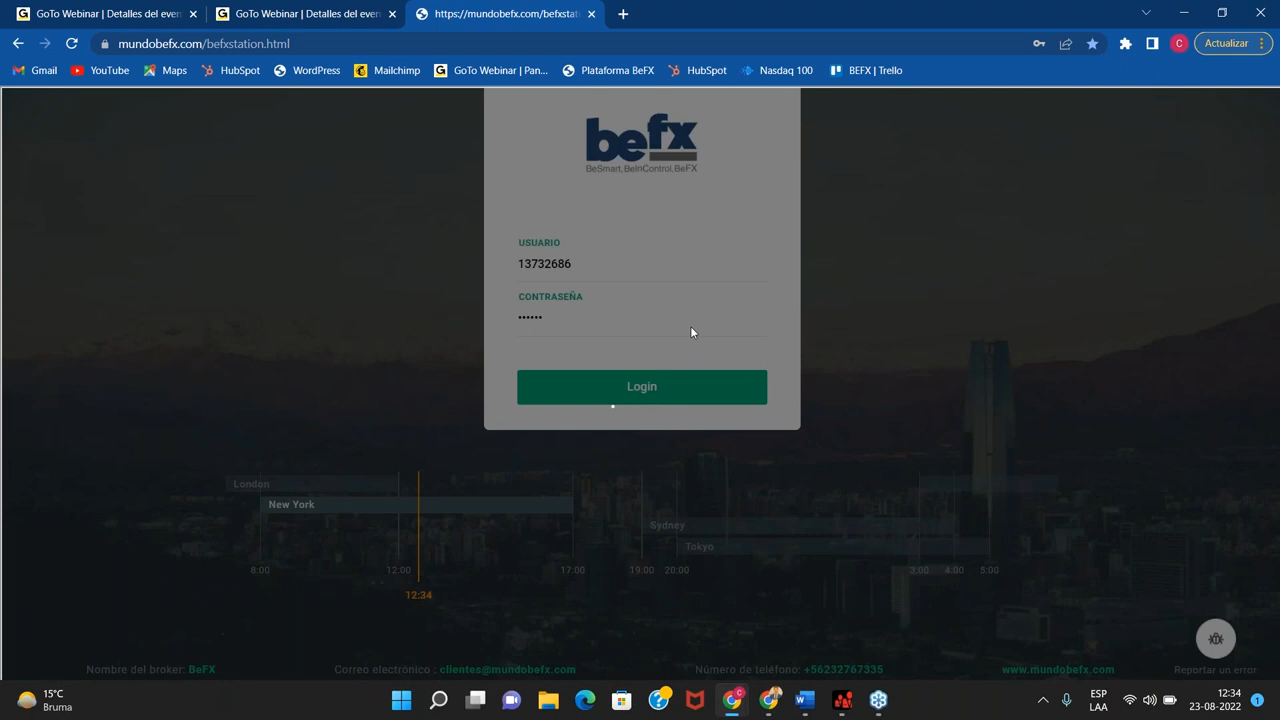 GoTo Webinar | Detalles del even
GoTo Webinar | Detalles del even
https://mundobefx.com/befxstati
mundobefx.com/befxstation.html
C
Actualizar
Gmail
YouTube
Maps
HubSpot
WordPress
Mailchimp
GoTo Webinar | Pan...
Plataforma BeFX
HubSpot
Nasdaq 100
BEFX | Trello
befx
BeSmart, BeInControl, BeFX
USUARIO
13732686
CONTRASEÑA
••••••
Login
London
New York
Sydney
Tokyo
8:00 12:00 17:00 19:00 20:00 3:00 4:00 5:00
12:34
Nombre del broker: BeFX
Correo electrónico : clientes@mundobefx.com
Número de teléfono: +56232767335
www.mundobefx.com
Reportar un error
15°C
Bruma
ESP
LAA
12:34
23-08-2022
1